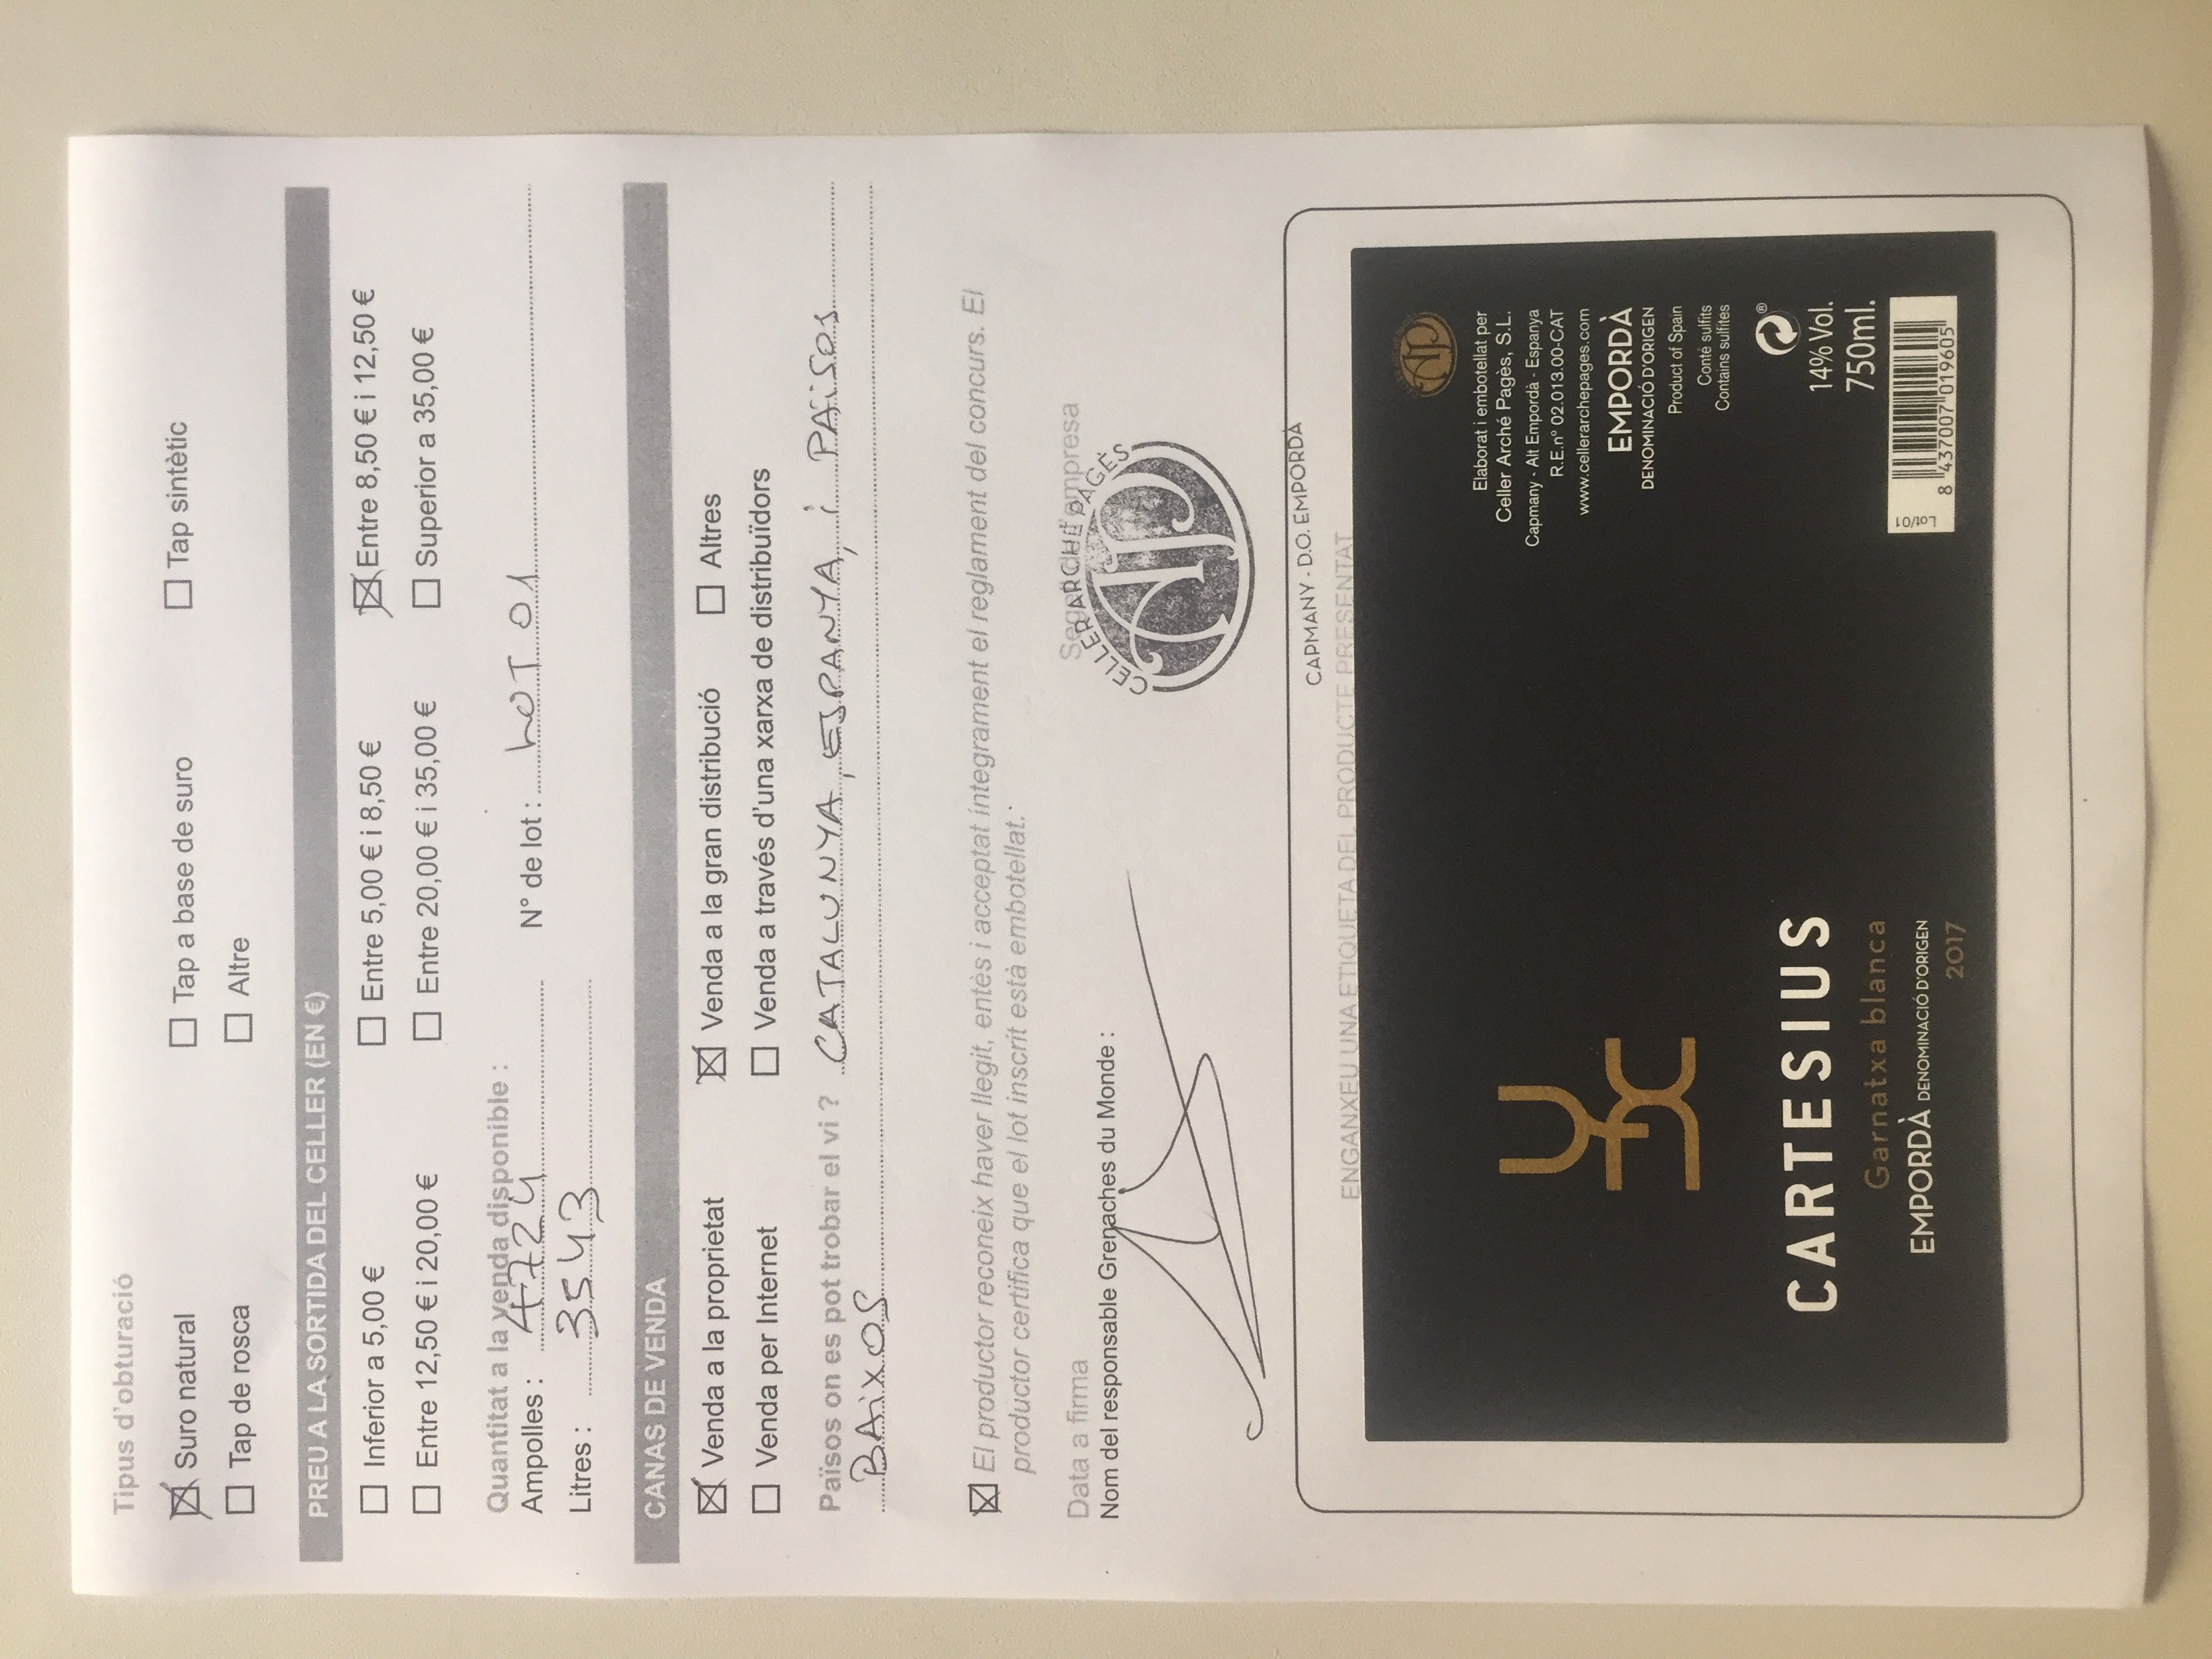 Tipus d'obturació
☒ Suro natural ☐ Tap a base de suro ☐ Tap sintètic
☐ Tap de rosca ☐ Altre
PREU A LA SORTIDA DEL CELLER (EN €)
☐ Inferior a 5,00 € ☐ Entre 5,00 € i 8,50 € ☒ Entre 8,50 € i 12,50 €
☐ Entre 12,50 € i 20,00 € ☐ Entre 20,00 € i 35,00 € ☐ Superior a 35,00 €
Quantitat a la venda disponible :
Ampolles : 4724 N° de lot : LOT 01
Litres : 3543
CANAS DE VENDA
☒ Venda a la proprietat ☒ Venda a la gran distribució ☐ Altres
☐ Venda per Internet ☐ Venda a través d'una xarxa de distribuïdors
Països on es pot trobar el vi ? CATALUNYA, ESPANYA, i PAÏSOS
BAIXOS
☒ El productor reconeix haver llegit, entès i acceptat íntegrament el reglament del concurs. El
productor certifica que el lot inscrit està embotellat.
Data a firma Segell d'empresa
Nom del responsable Grenaches du Monde :
CELLER ARCHÉ PAGÈS
AP
CAPMANY - D.O. EMPORDÀ
ENGANXEU UNA ETIQUETA DEL PRODUCTE PRESENTAT
CARTESIUS
Garnatxa blanca
EMPORDÀ DENOMINACIÓ D'ORIGEN
2017
AP
Elaborat i embotellat per
Celler Arché Pagès, S.L.
Capmany - Alt Empordà - Espanya
R.E.nº 02.013.00-CAT
www.cellerarchepages.com
EMPORDÀ
DENOMINACIÓ D'ORIGEN
Product of Spain
Conté sulfits
Contains sulfites
14% Vol.
750ml.
Lot/01
8 437007 019605